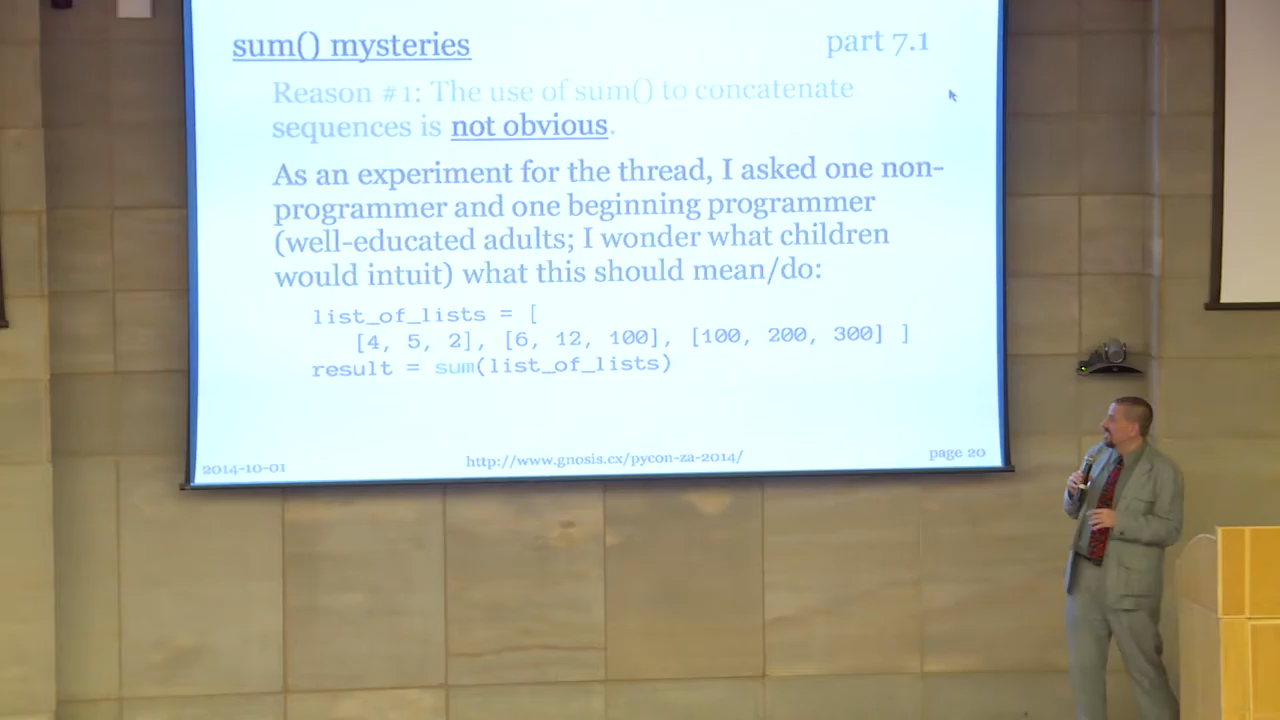 sum() mysteries part 7.1
Reason #1: The use of sum() to concatenate
sequences is not obvious.
As an experiment for the thread, I asked one non-
programmer and one beginning programmer
(well-educated adults; I wonder what children
would intuit) what this should mean/do:
list_of_lists = [
[4, 5, 2], [6, 12, 100], [100, 200, 300] ]
result = sum(list_of_lists)
2014-10-01 http://www.gnosis.cx/pycon-za-2014/ page 20